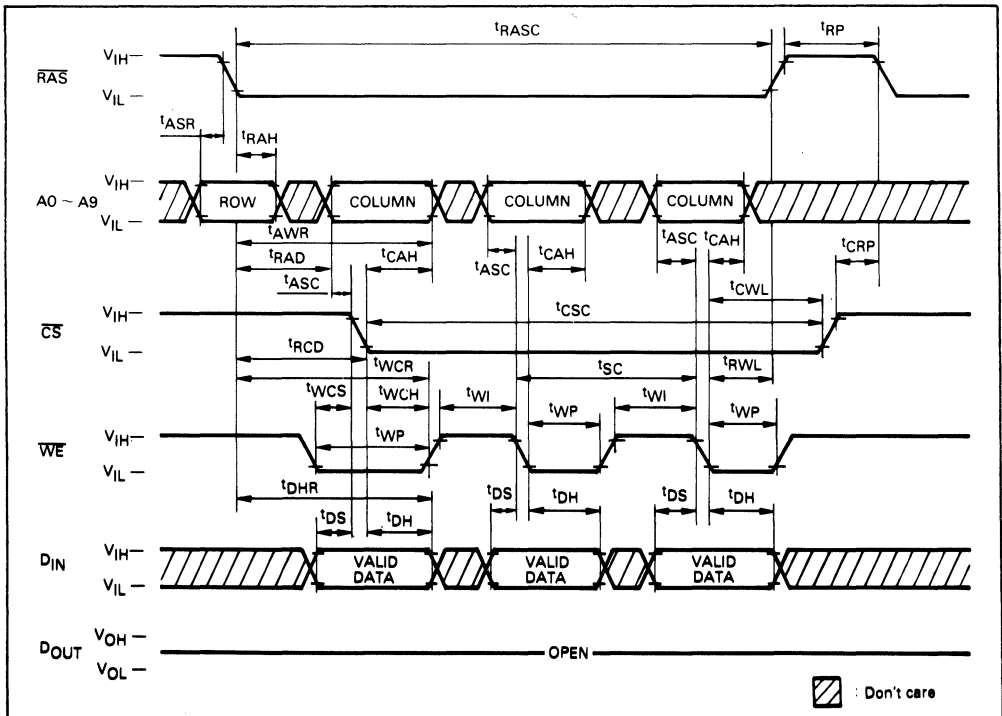 tRASC
tRP
RAS
VIH
VIL
tASR
tRAH
A0 ~ A9
VIH
VIL
ROW
COLUMN
COLUMN
COLUMN
tAWR
tRAD
tCAH
tASC
tASC
tCAH
tASC
tCAH
tCRP
CS
VIH
VIL
tCWL
tCSC
tRCD
tWCR
tSC
tRWL
tWCS
tWCH
tWI
tWP
tWI
tWP
WE
VIH
VIL
tWP
tDHR
tDS
tDH
tDS
tDH
tDS
tDH
DIN
VIH
VIL
VALID
DATA
VALID
DATA
VALID
DATA
DOUT
VOH
VOL
OPEN
: Don't care